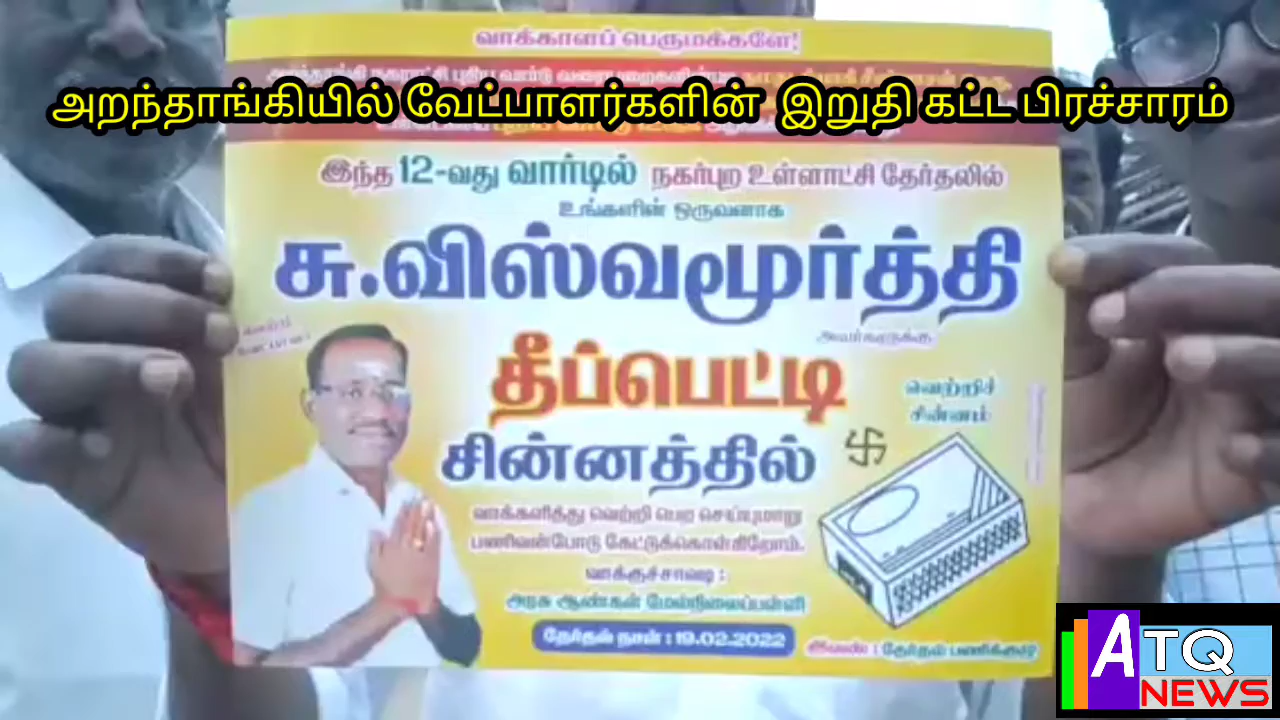 வாக்காளப் பெருமக்களே!
அறந்தாங்கியில் வேட்பாளர்களின் இறுதி கட்ட பிரச்சாரம்
இந்த 12-வது வார்டில் நகர்புற உள்ளாட்சி தேர்தலில்
உங்களின் ஒருவனாக
சு.விஸ்வமூர்த்தி
அவர்களுக்கு
தீப்பெட்டி
சின்னத்தில்
வெற்றிச்
சின்னம்
வாக்களித்து வெற்றி பெற செய்யுமாறு
பணிவன்போடு கேட்டுக்கொள்கிறோம்.
வாக்குச்சாவடி :
அரசு ஆண்கள் மேல்நிலைப்பள்ளி
தேர்தல் நாள் : 19.02.2022
இவண் : தேர்தல் பணிக்குழு
ATQ
NEWS